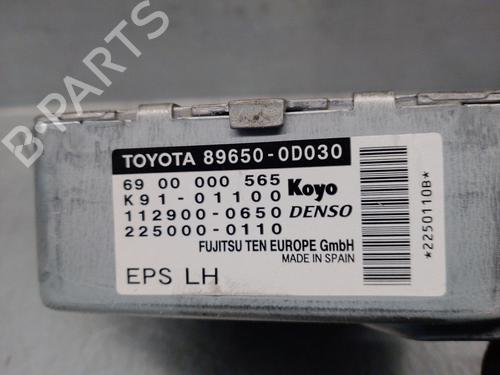 TOYOTA 89650-0D030
69 00 000 565 Koyo
K91-01100
112900-0650 DENSO
225000-0110
FUJITSU TEN EUROPE GmbH
MADE IN SPAIN
EPS LH
*2250110B*
B-PARTS